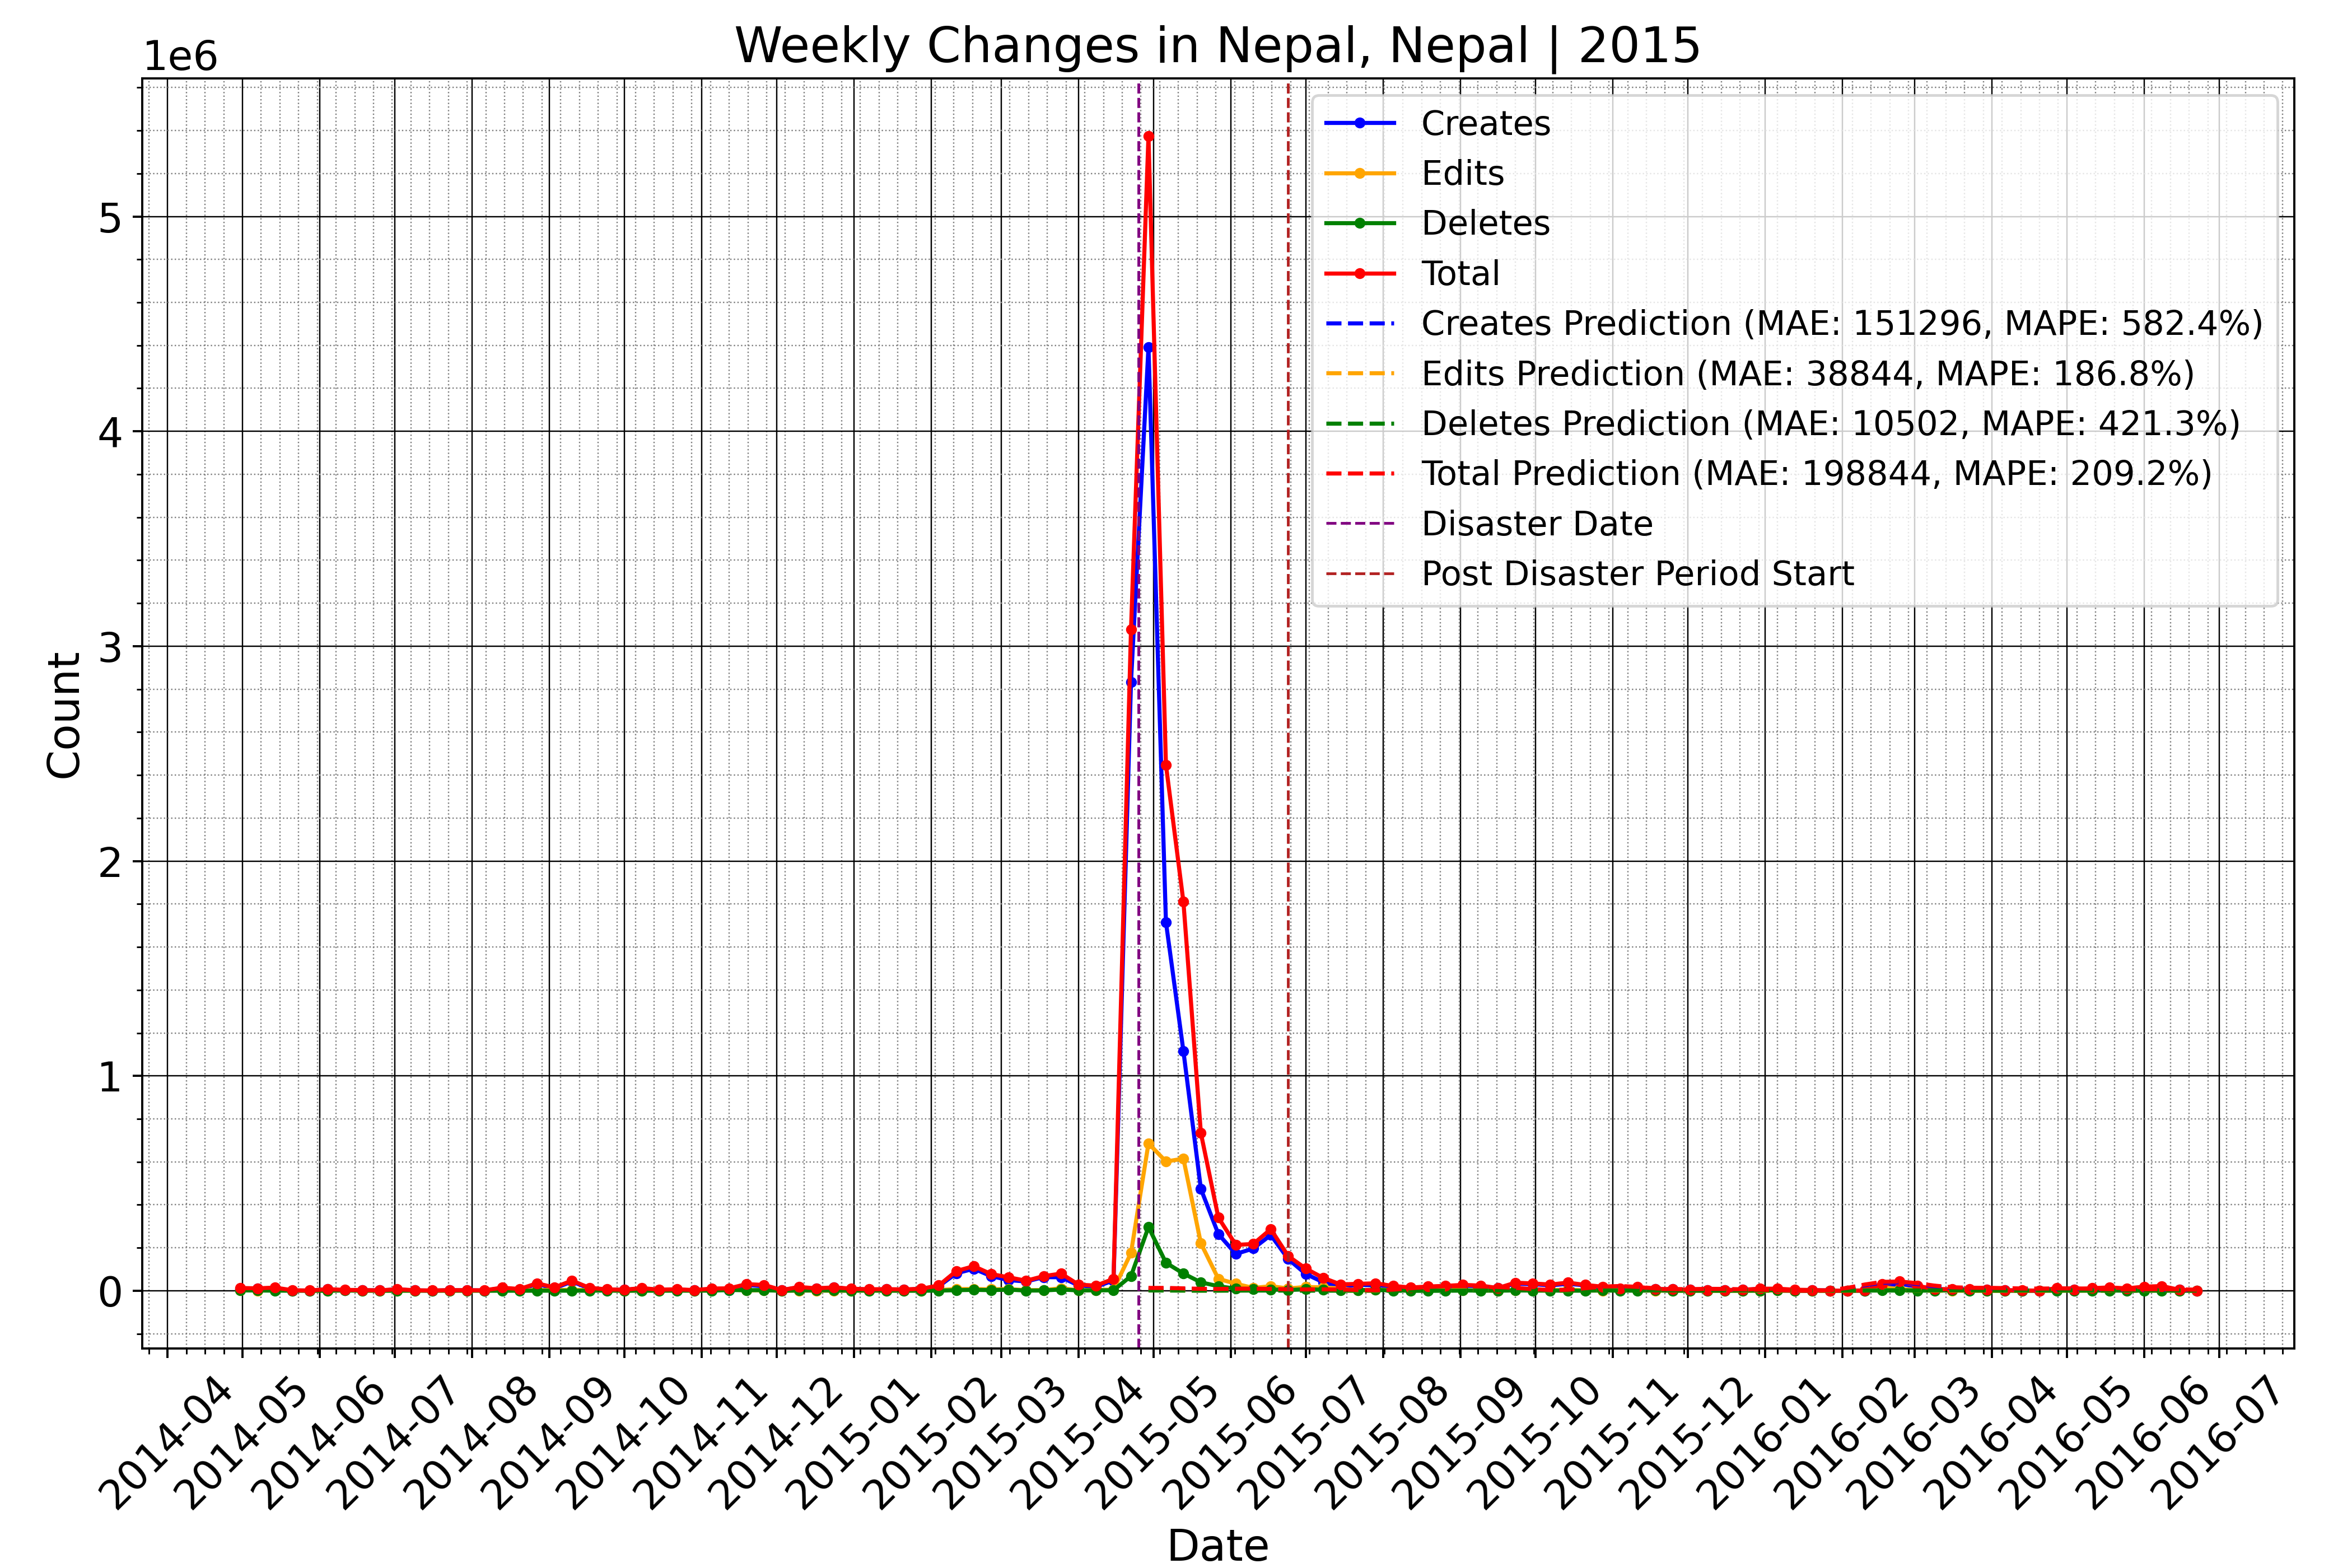 Weekly Changes in Nepal, Nepal | 2015
1e6
Creates
Edits
Deletes
Total
Creates Prediction (MAE: 151296, MAPE: 582.4%)
Edits Prediction (MAE: 38844, MAPE: 186.8%)
Deletes Prediction (MAE: 10502, MAPE: 421.3%)
Total Prediction (MAE: 198844, MAPE: 209.2%)
Disaster Date
Post Disaster Period Start
Count
5
4
3
2
1
0
2014-04
2014-05
2014-06
2014-07
2014-08
2014-09
2014-10
2014-11
2014-12
2015-01
2015-02
2015-03
2015-04
2015-05
2015-06
2015-07
2015-08
2015-09
2015-10
2015-11
2015-12
2016-01
2016-02
2016-03
2016-04
2016-05
2016-06
2016-07
Date